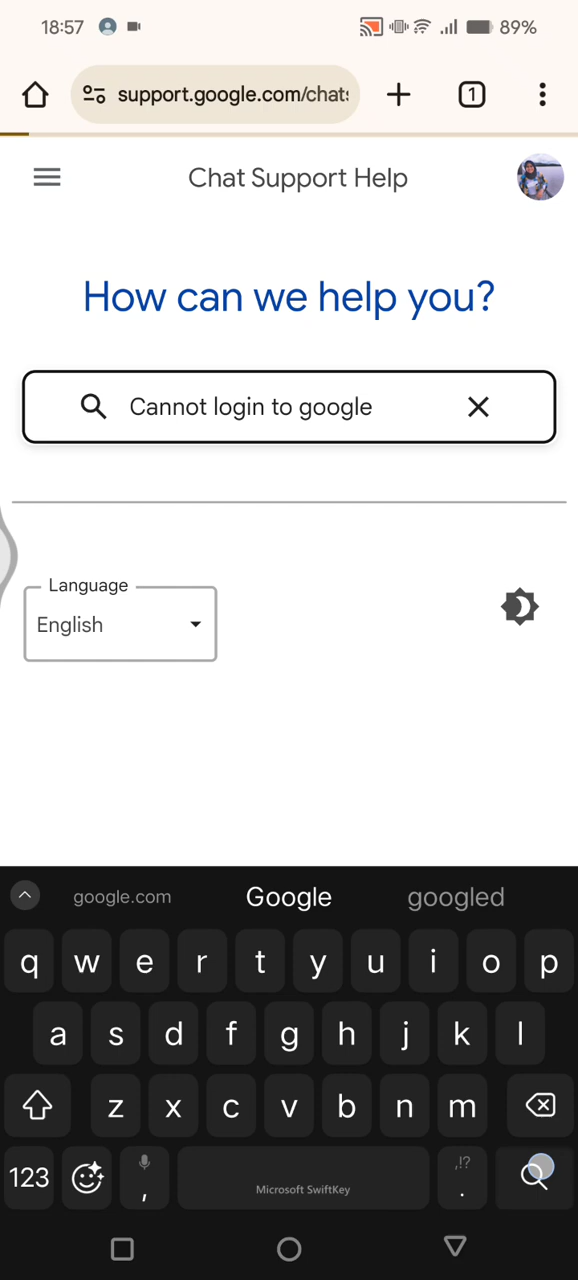 18:57 89%
support.google.com/chat
1
Chat Support Help
How can we help you?
Cannot login to google
Language
English
google.com Google googled
q w e r t y u i o p
a s d f g h j k l
z x c v b n m
123 , Microsoft SwiftKey ,!? .